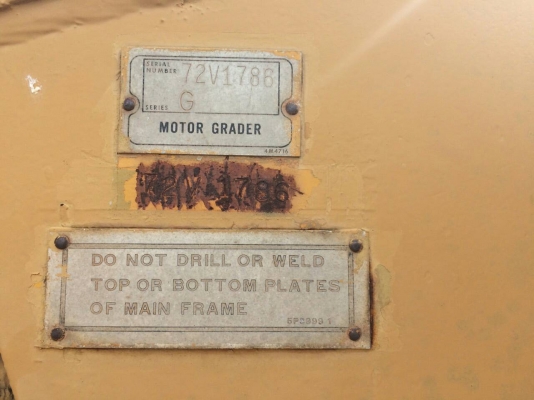 SERIAL NUMBER 72V1786
SERIES G
MOTOR GRADER
4M4716
1786
DO NOT DRILL OR WELD
TOP OR BOTTOM PLATES
OF MAIN FRAME